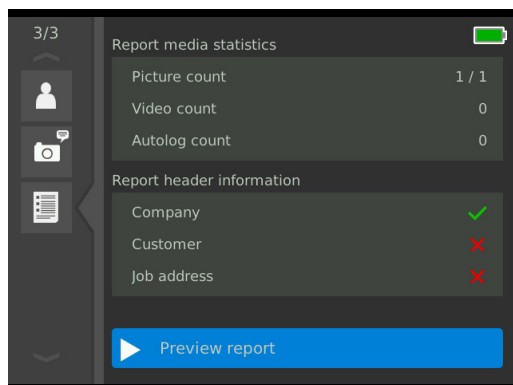 3/3
Report media statistics
Picture count 1 / 1
Video count 0
Autolog count 0
Report header information
Company
Customer
Job address
Preview report